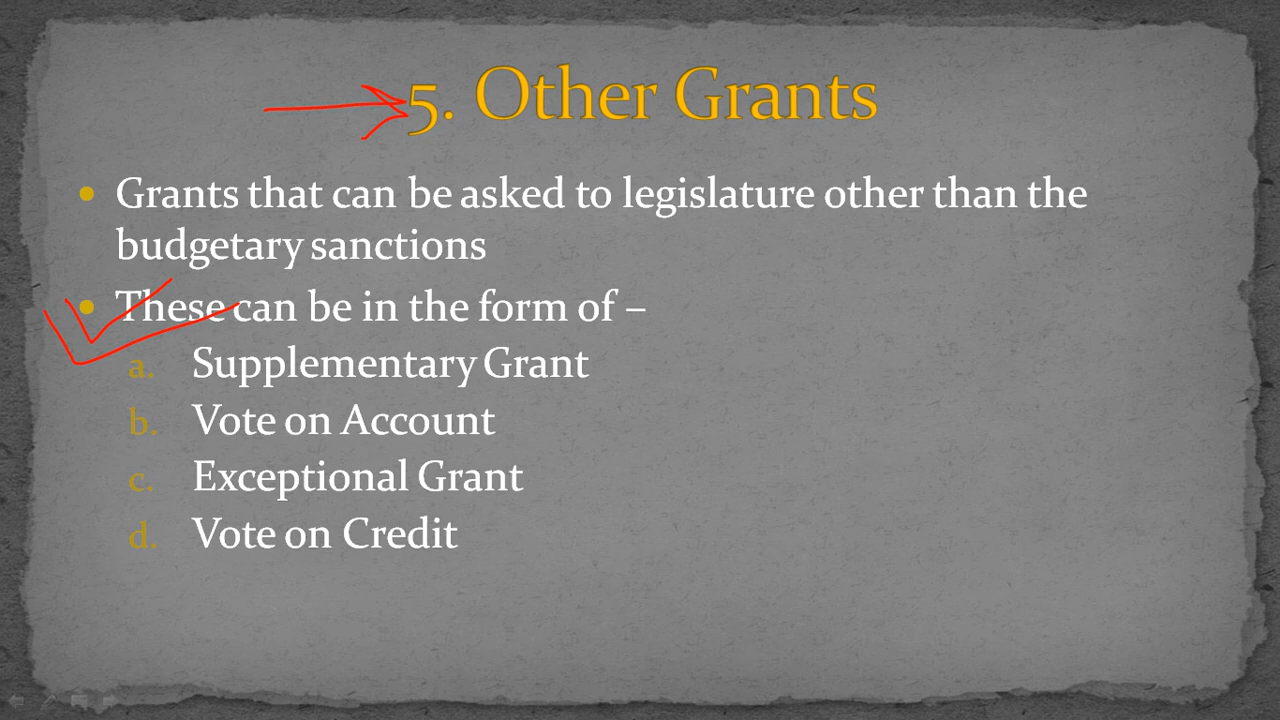 5. Other Grants
• Grants that can be asked to legislature other than the
budgetary sanctions
• These can be in the form of –
a. Supplementary Grant
b. Vote on Account
c. Exceptional Grant
d. Vote on Credit